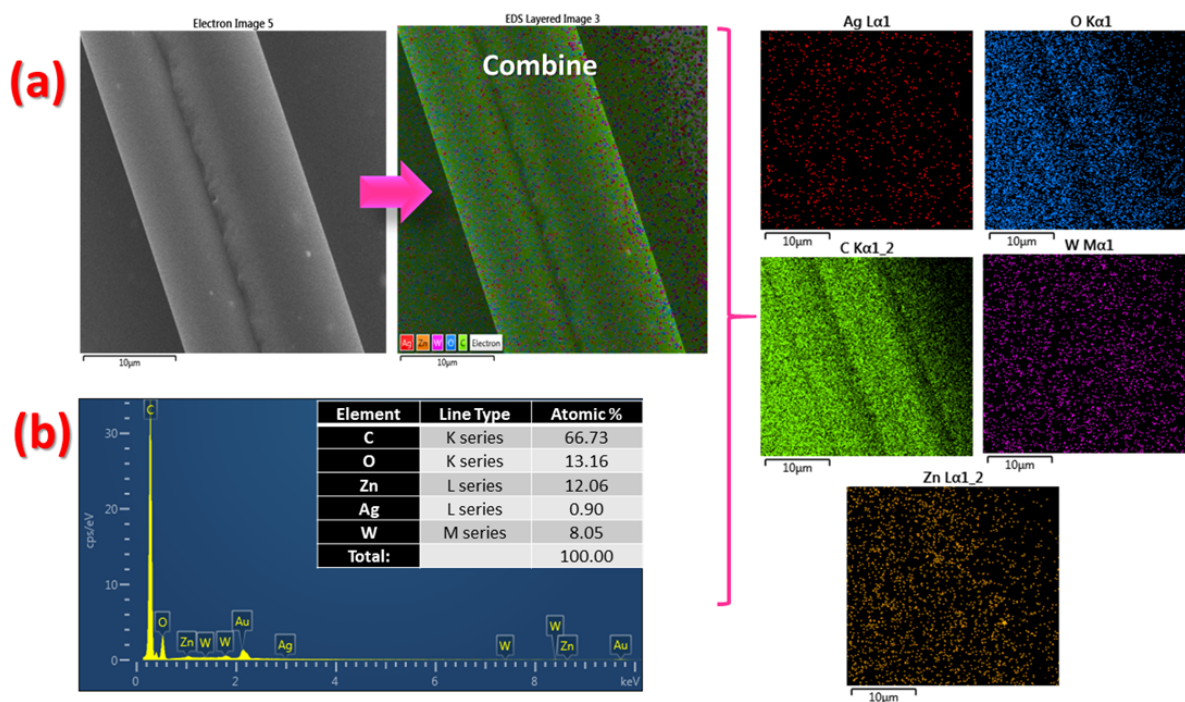 (a)
Electron Image 5
10μm
EDS Layered Image 3
Combine
Ag Zn W O C Electron
10μm
Ag Lα1
10μm
O Kα1
10μm
C Kα1_2
10μm
W Mα1
10μm
Zn Lα1_2
10μm
(b)
cps/eV
30
20
10
0
C
O
Zn
W
W
Au
Ag
W
W
Zn
Au
0 2 4 6 8 keV
Element Line Type Atomic %
C K series 66.73
O K series 13.16
Zn L series 12.06
Ag L series 0.90
W M series 8.05
Total: 100.00